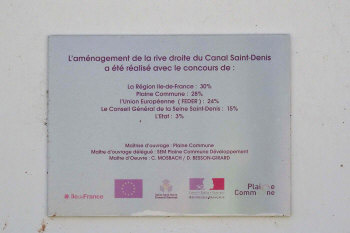 L'aménagement de la rive droite du Canal Saint-Denis
a été réalisé avec le concours de :
La Région Ile-de-France : 30%
Plaine Commune : 28%
l'Union Européenne ( FEDER ) : 24%
Le Conseil Général de la Seine Saint-Denis : 15%
L'Etat : 3%
Maîtrise d'ouvrage : Plaine Commune
Maître d'ouvrage délégué : SEM Plaine Commune Développement
Maître d'Oeuvre : C. MOSBACH / D. BESSON-GIRARD
îledeFrance
Plaine
Commune